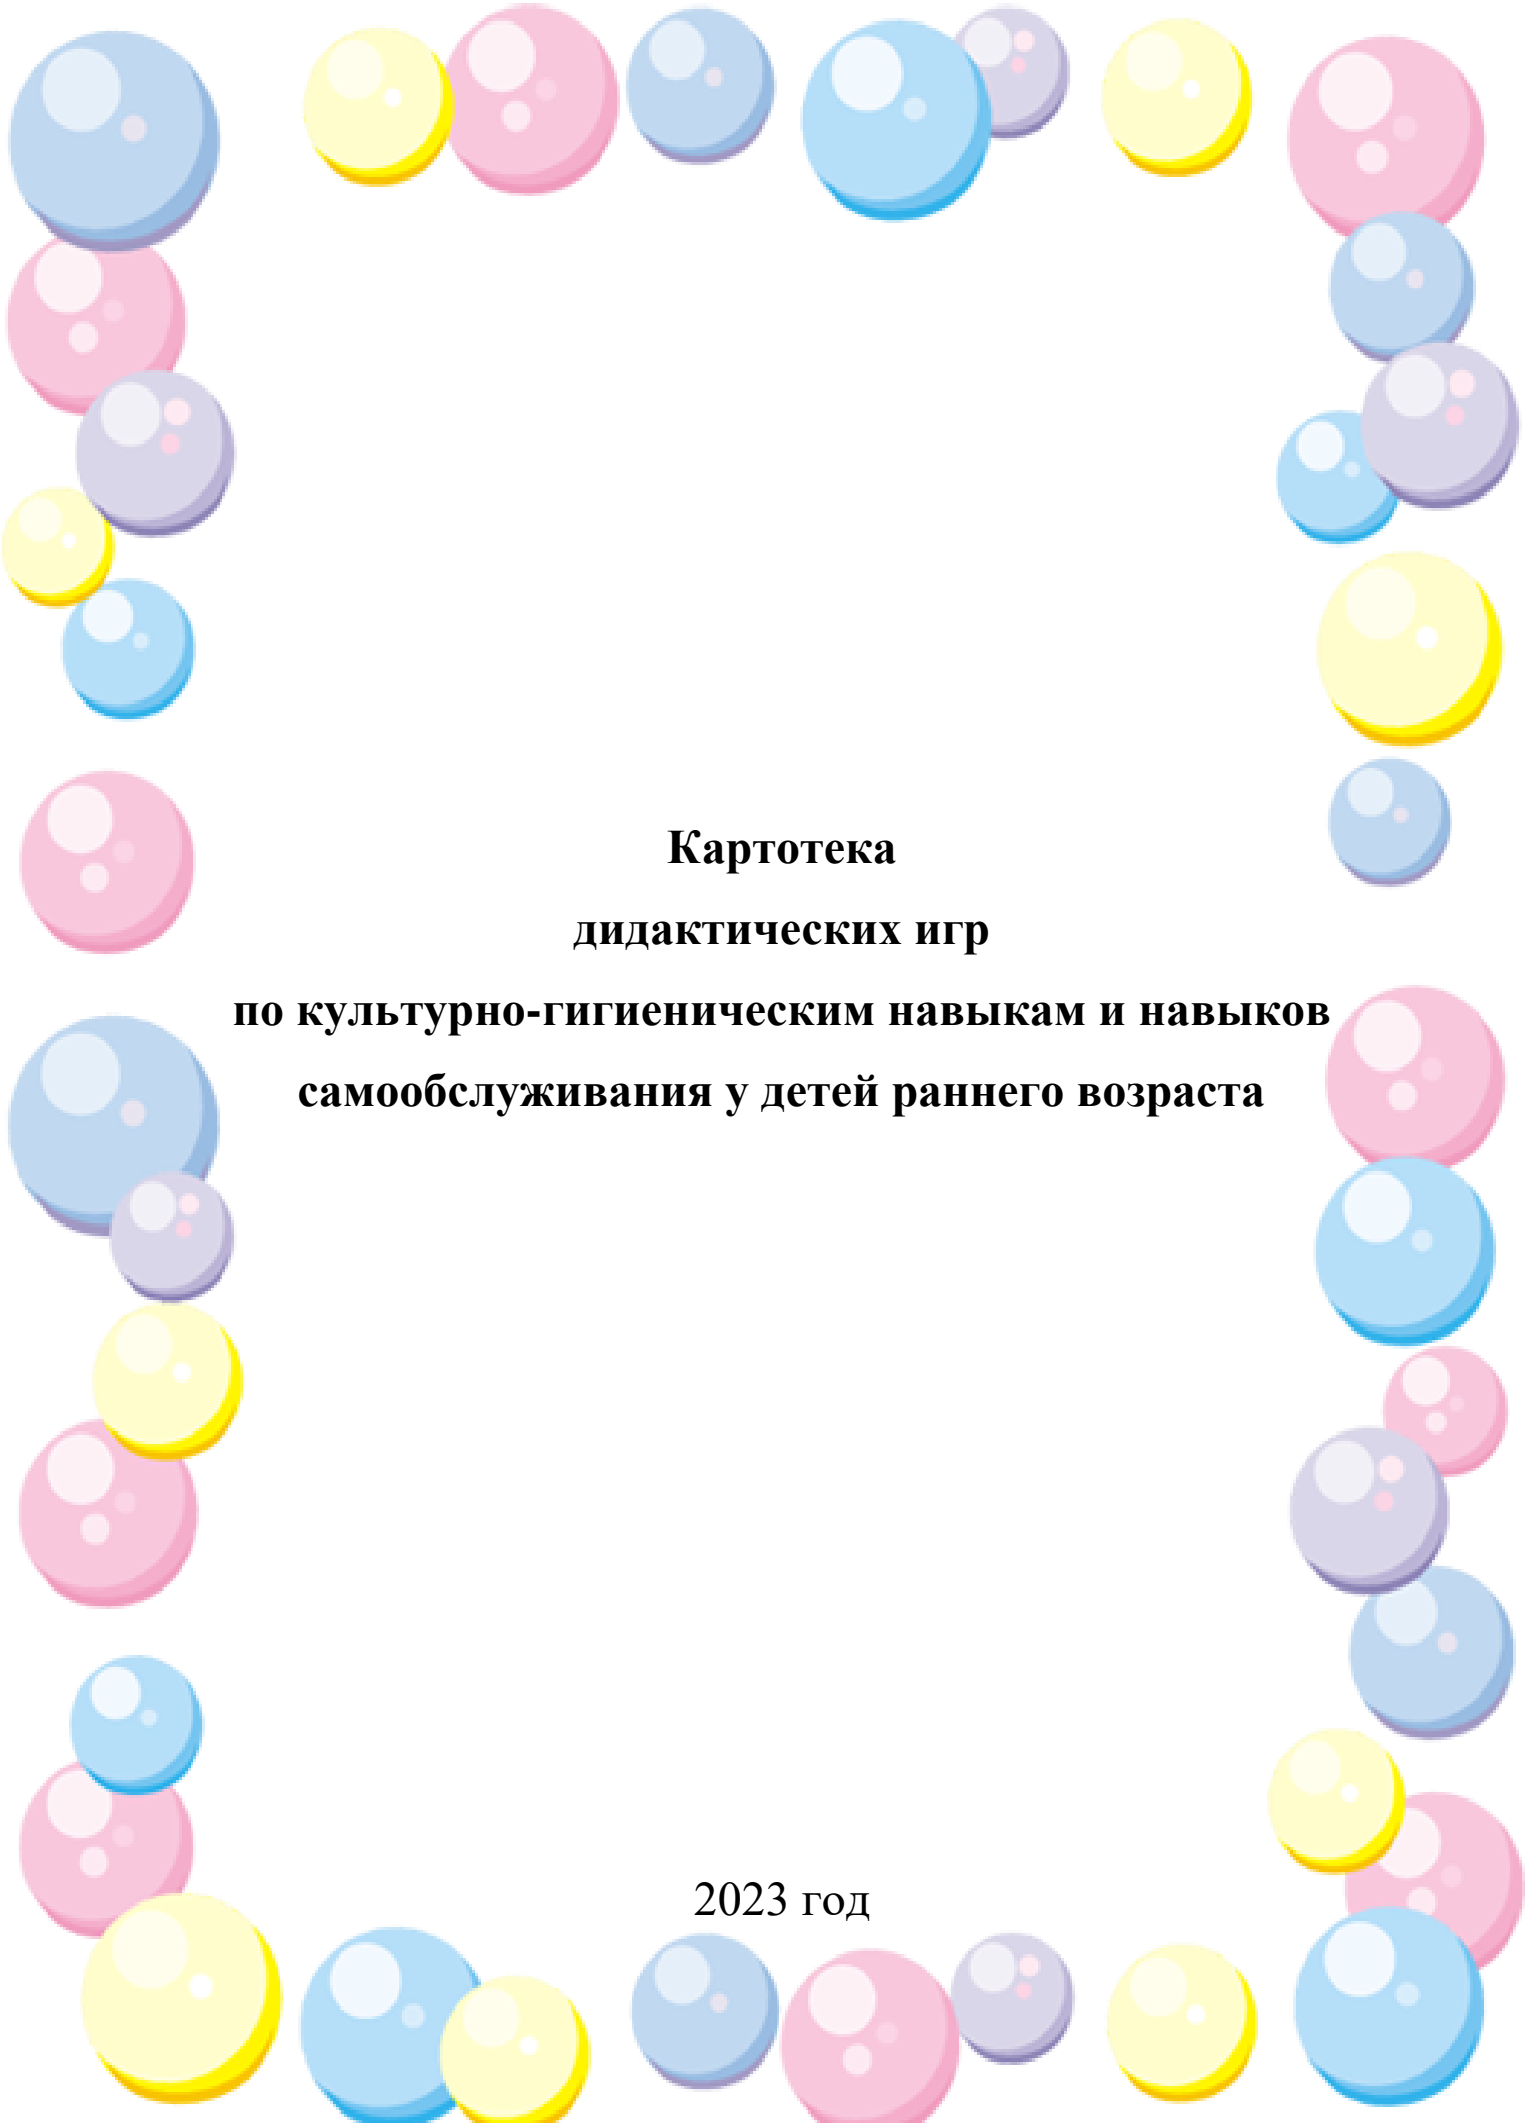 Картотека
дидактических игр
по культурно-гигиеническим навыкам и навыков
самообслуживания у детей раннего возраста
2023 год